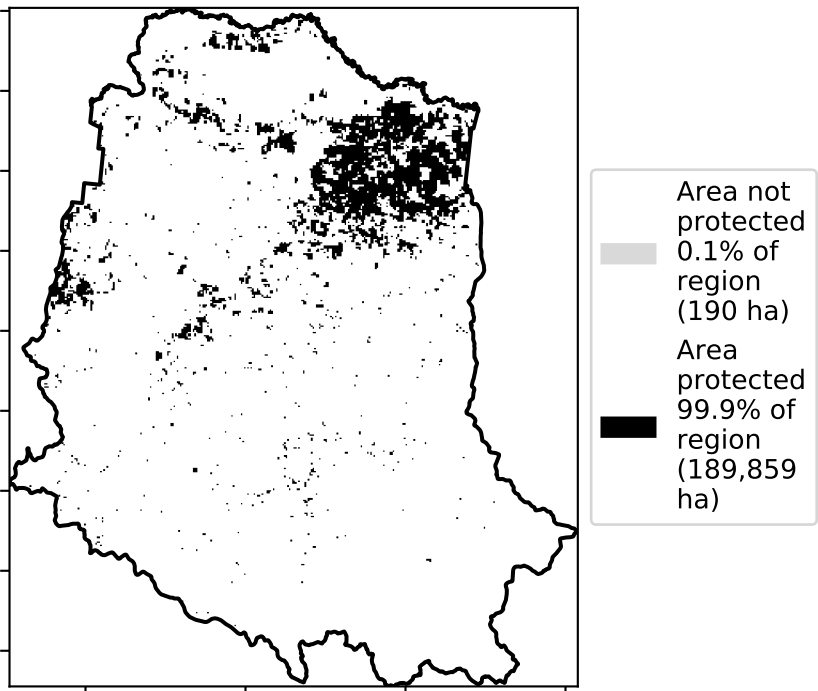 Area not
protected
0.1% of
region
(190 ha)
Area
protected
99.9% of
region
(189,859
ha)